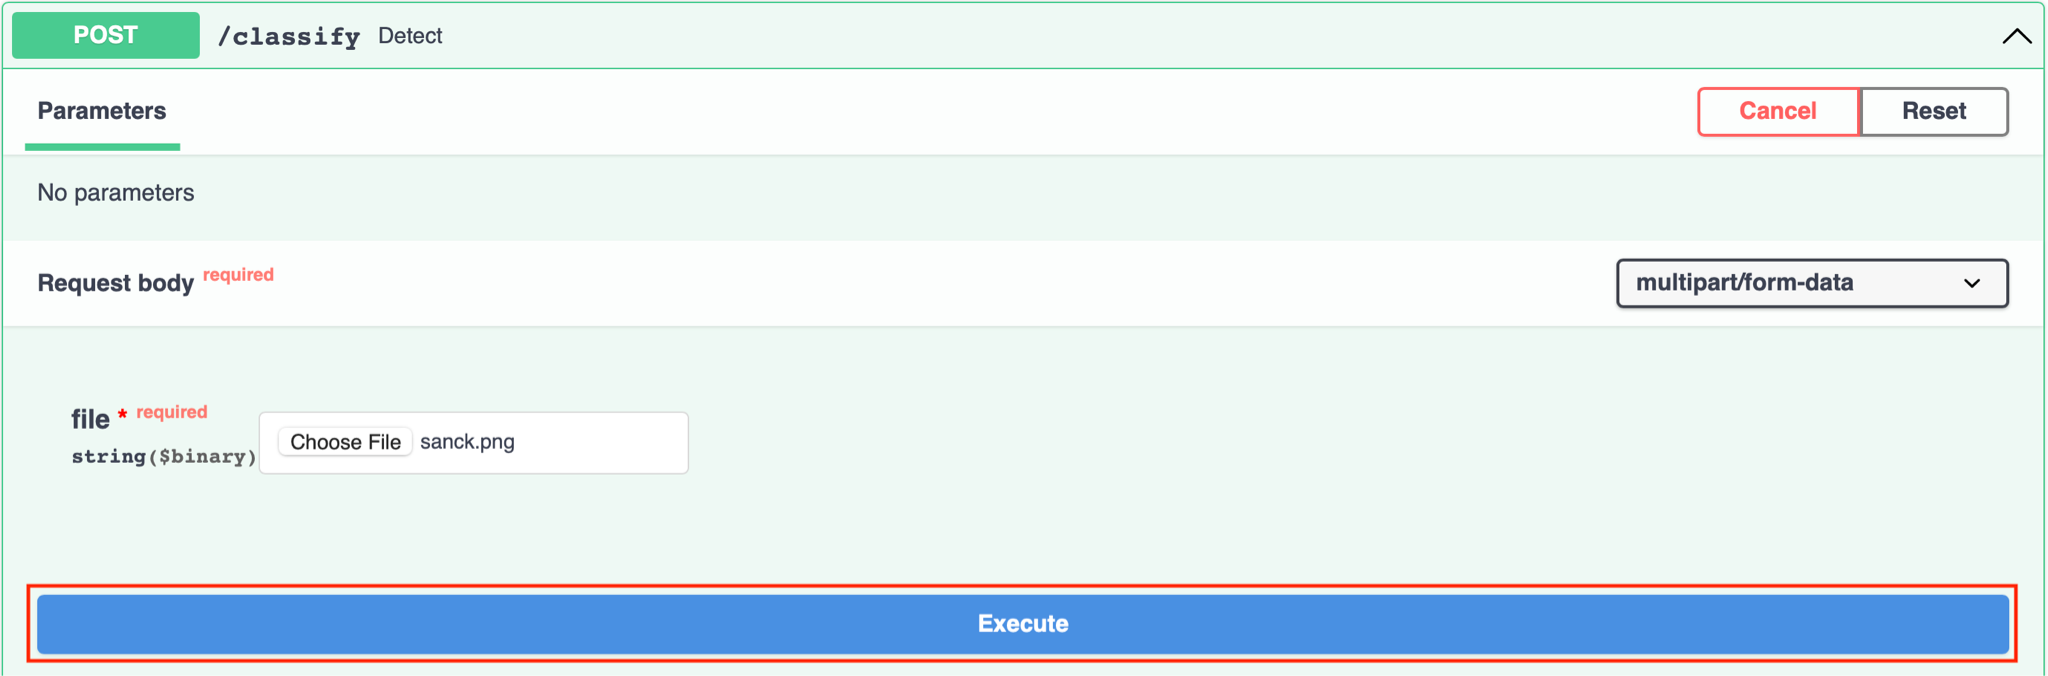 POST /classify Detect
Parameters
Cancel Reset
No parameters
Request body required
multipart/form-data
file * required
string($binary)
Choose File sanck.png
Execute